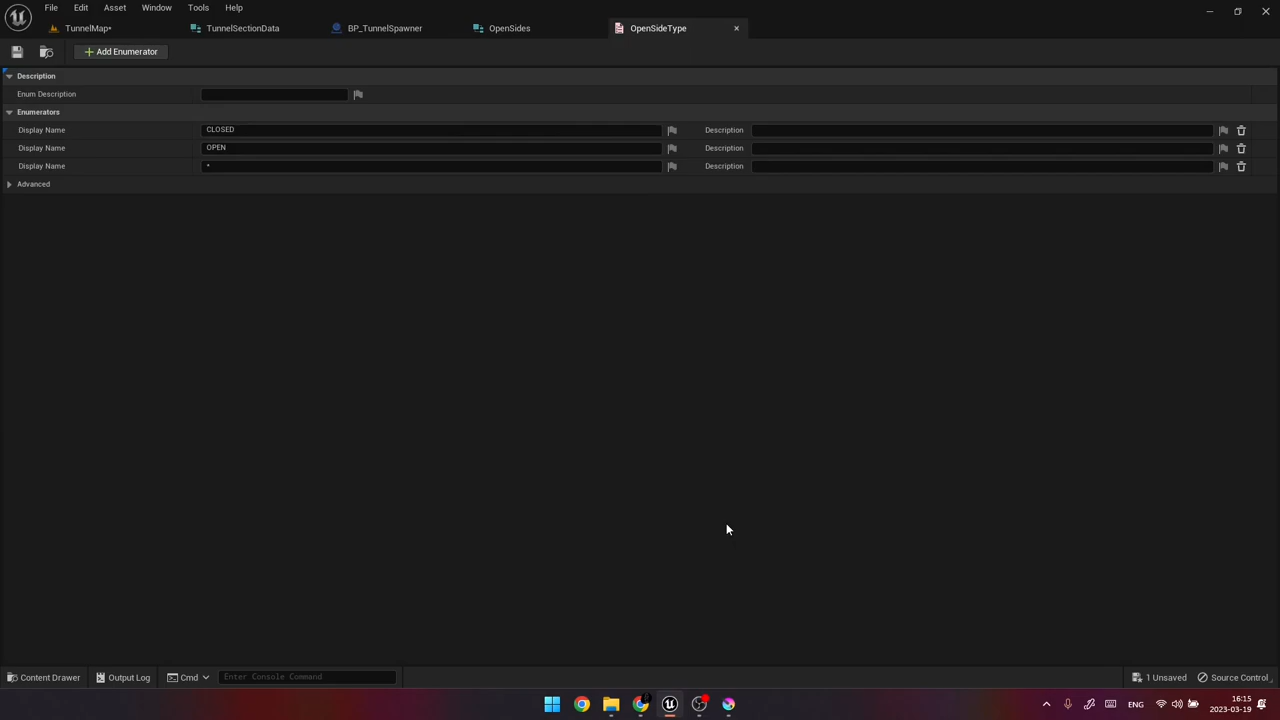 File Edit Asset Window Tools Help
TunnelMap* TunnelSectionData BP_TunnelSpawner OpenSides OpenSideType
Add Enumerator
Description
Enum Description
Enumerators
Display Name CLOSED Description
Display Name OPEN Description
Display Name * Description
Advanced
Content Drawer Output Log Cmd Enter Console Command 1 Unsaved Source Control
ENG 16:15
2023-03-19